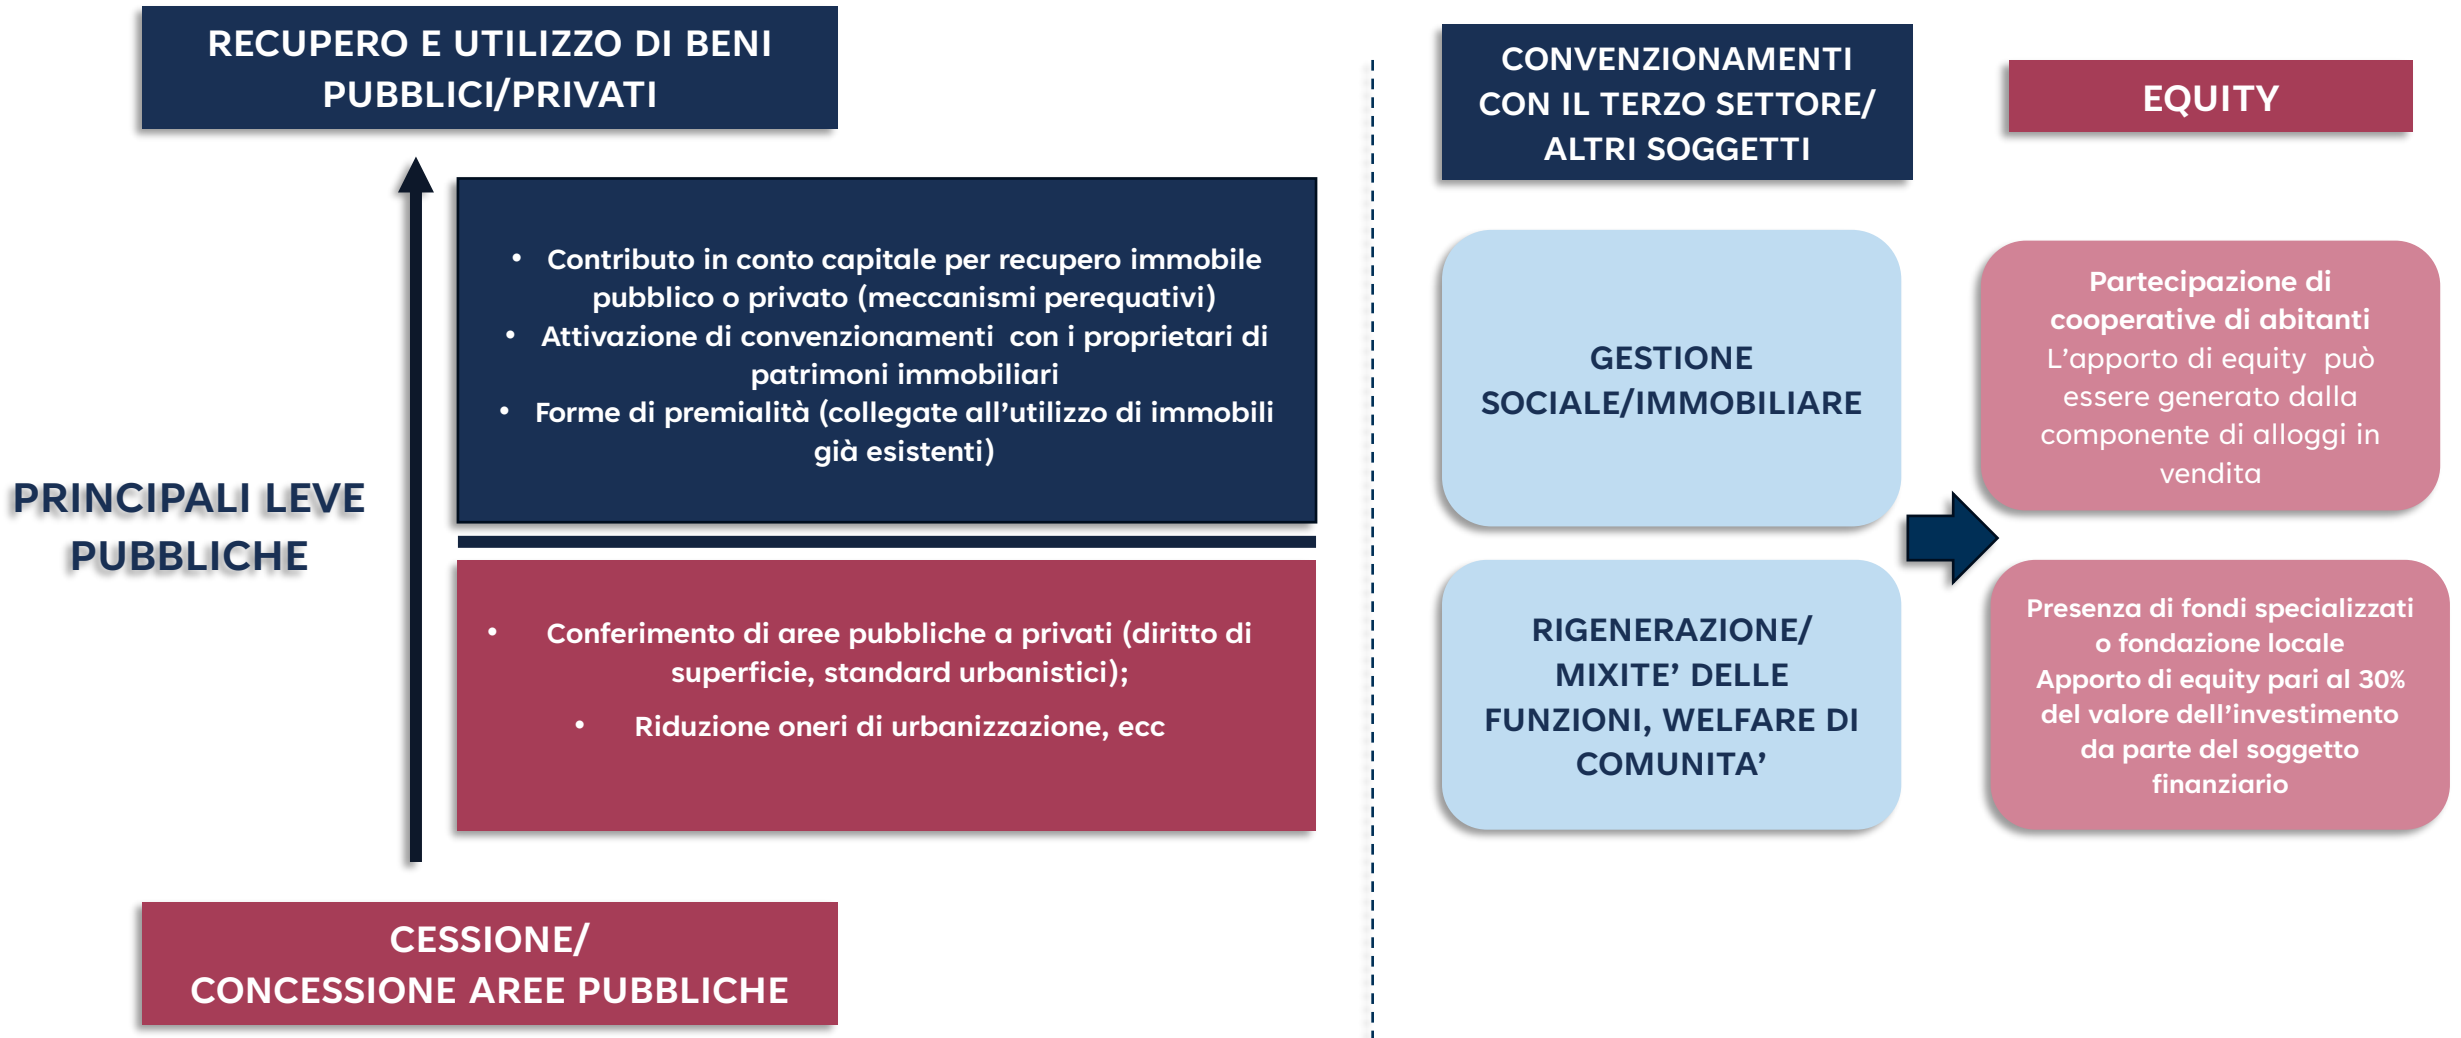 RECUPERO E UTILIZZO DI BENI
PUBBLICI/PRIVATI
PRINCIPALI LEVE
PUBBLICHE
• Contributo in conto capitale per recupero immobile
pubblico o privato (meccanismi perequativi)
• Attivazione di convenzionamenti con i proprietari di
patrimoni immobiliari
• Forme di premialità (collegate all’utilizzo di immobili
già esistenti)
• Conferimento di aree pubbliche a privati (diritto di
superficie, standard urbanistici);
• Riduzione oneri di urbanizzazione, ecc
CESSIONE/
CONCESSIONE AREE PUBBLICHE
CONVENZIONAMENTI
CON IL TERZO SETTORE/
ALTRI SOGGETTI
GESTIONE
SOCIALE/IMMOBILIARE
RIGENERAZIONE/
MIXITE’ DELLE
FUNZIONI, WELFARE DI
COMUNITA’
EQUITY
Partecipazione di
cooperative di abitanti
L’apporto di equity può
essere generato dalla
componente di alloggi in
vendita
Presenza di fondi specializzati
o fondazione locale
Apporto di equity pari al 30%
del valore dell’investimento
da parte del soggetto
finanziario